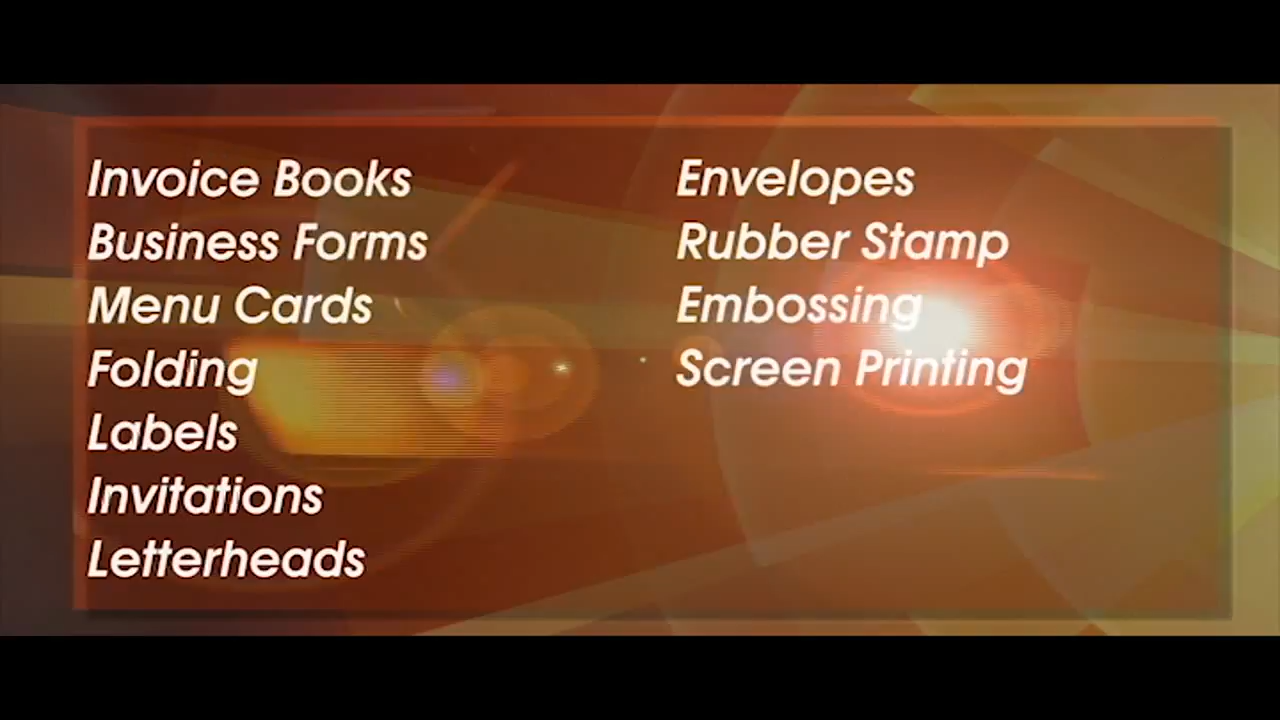 Invoice Books
Business Forms
Menu Cards
Folding
Labels
Invitations
Letterheads
Envelopes
Rubber Stamp
Embossing
Screen Printing